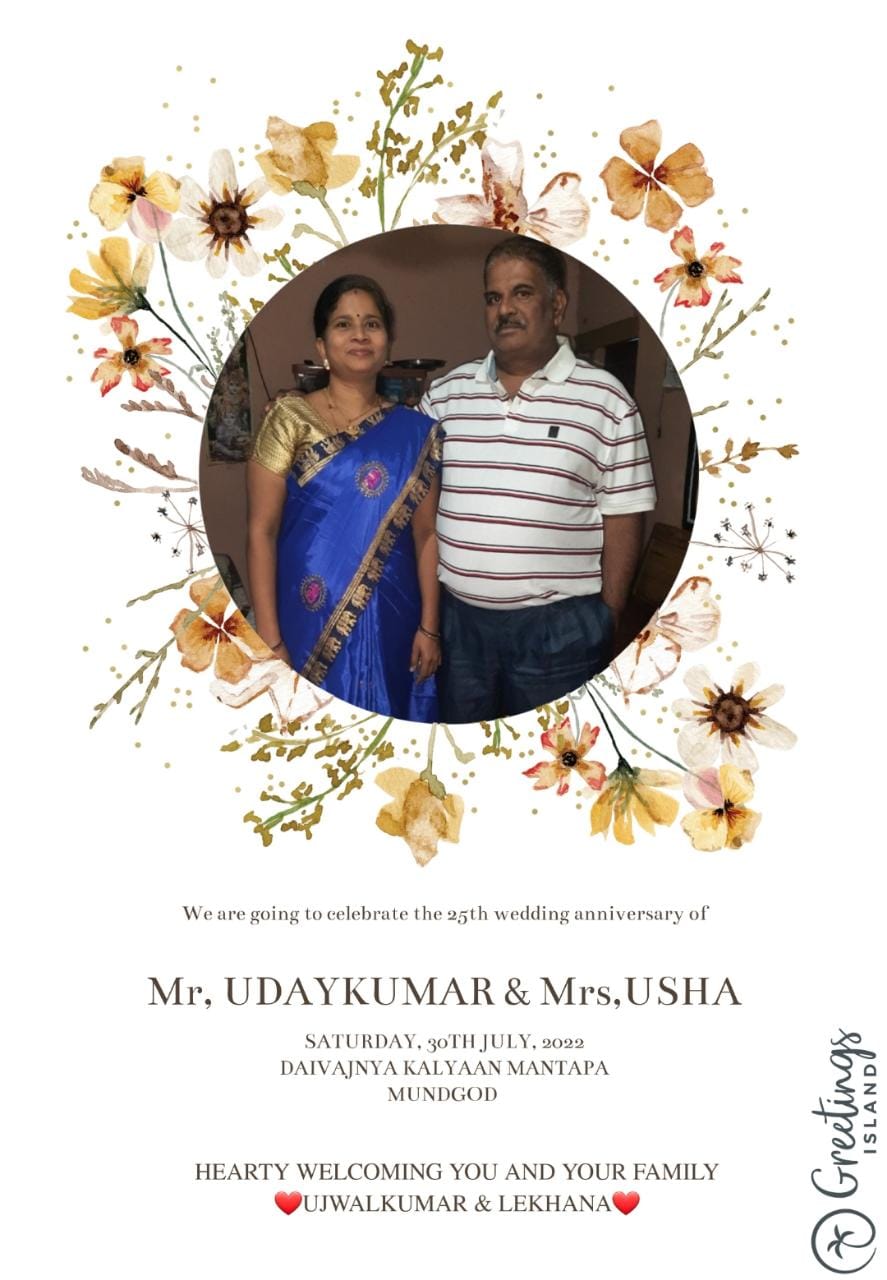 We are going to celebrate the 25th wedding anniversary of
Mr, UDAYKUMAR & Mrs,USHA
SATURDAY, 30TH JULY, 2022
DAIVAJNYA KALYAAN MANTAPA
MUNDGOD
HEARTY WELCOMING YOU AND YOUR FAMILY
❤️UJWALKUMAR & LEKHANA❤️
Greetings
ISLAND